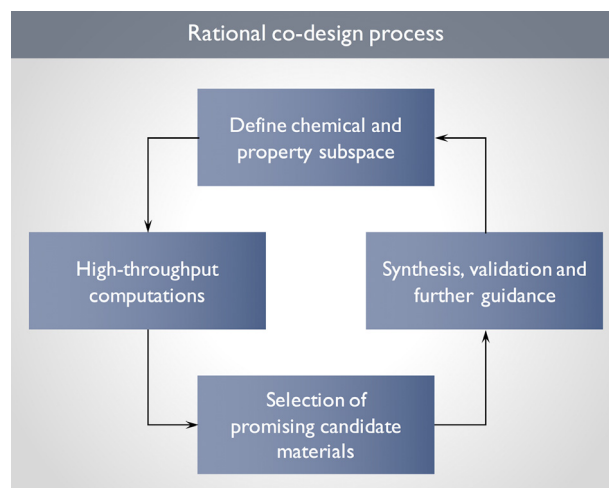 Rational co-design process
Define chemical and
property subspace
High-throughput
computations
Synthesis, validation and
further guidance
Selection of
promising candidate
materials